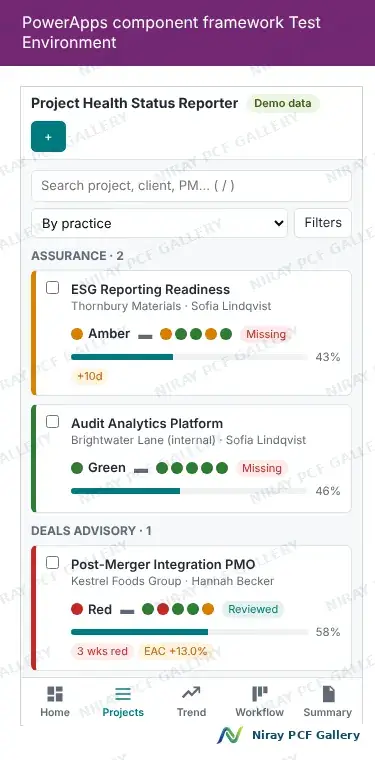 PowerApps component framework Test
Environment
Project Health Status Reporter Demo data
+
Search project, client, PM... ( / )
By practice Filters
ASSURANCE · 2
ESG Reporting Readiness
Thornbury Materials · Sofia Lindqvist
Amber Missing
43%
+10d
Audit Analytics Platform
Brightwater Lane (internal) · Sofia Lindqvist
Green Missing
46%
DEALS ADVISORY · 1
Post-Merger Integration PMO
Kestrel Foods Group · Hannah Becker
Red Reviewed
58%
3 wks red EAC +13.0%
Home Projects Trend Workflow Summary
Niray PCF Gallery
NIRAY PCF GALLERY